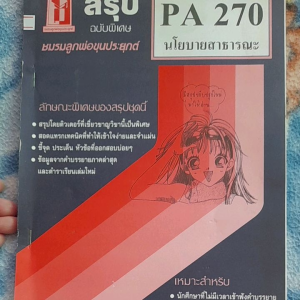 สรุป
ฉบับพิเศษ
ชมรมลูกพ่อขุนประยุกต์
PA 270
นโยบายสาธารณะ
ลักษณะพิเศษของสรุปชุดนี้
• สรุปโดยติวเตอร์ที่เชี่ยวชาญวิชานี้เป็นพิเศษ
• สอดแทรกเทคนิคที่ทำให้เข้าใจง่ายและจำแม่น
• ชี้จุด ประเด็น หัวข้อที่ออกสอบบ่อยๆ
• ข้อมูลจากคำบรรยายภาคล่าสุด
และตำราเรียนเล่มใหม่
เหมาะสำหรับ
• นักศึกษาที่ไม่มีเวลาเข้าฟังคำบรรยาย